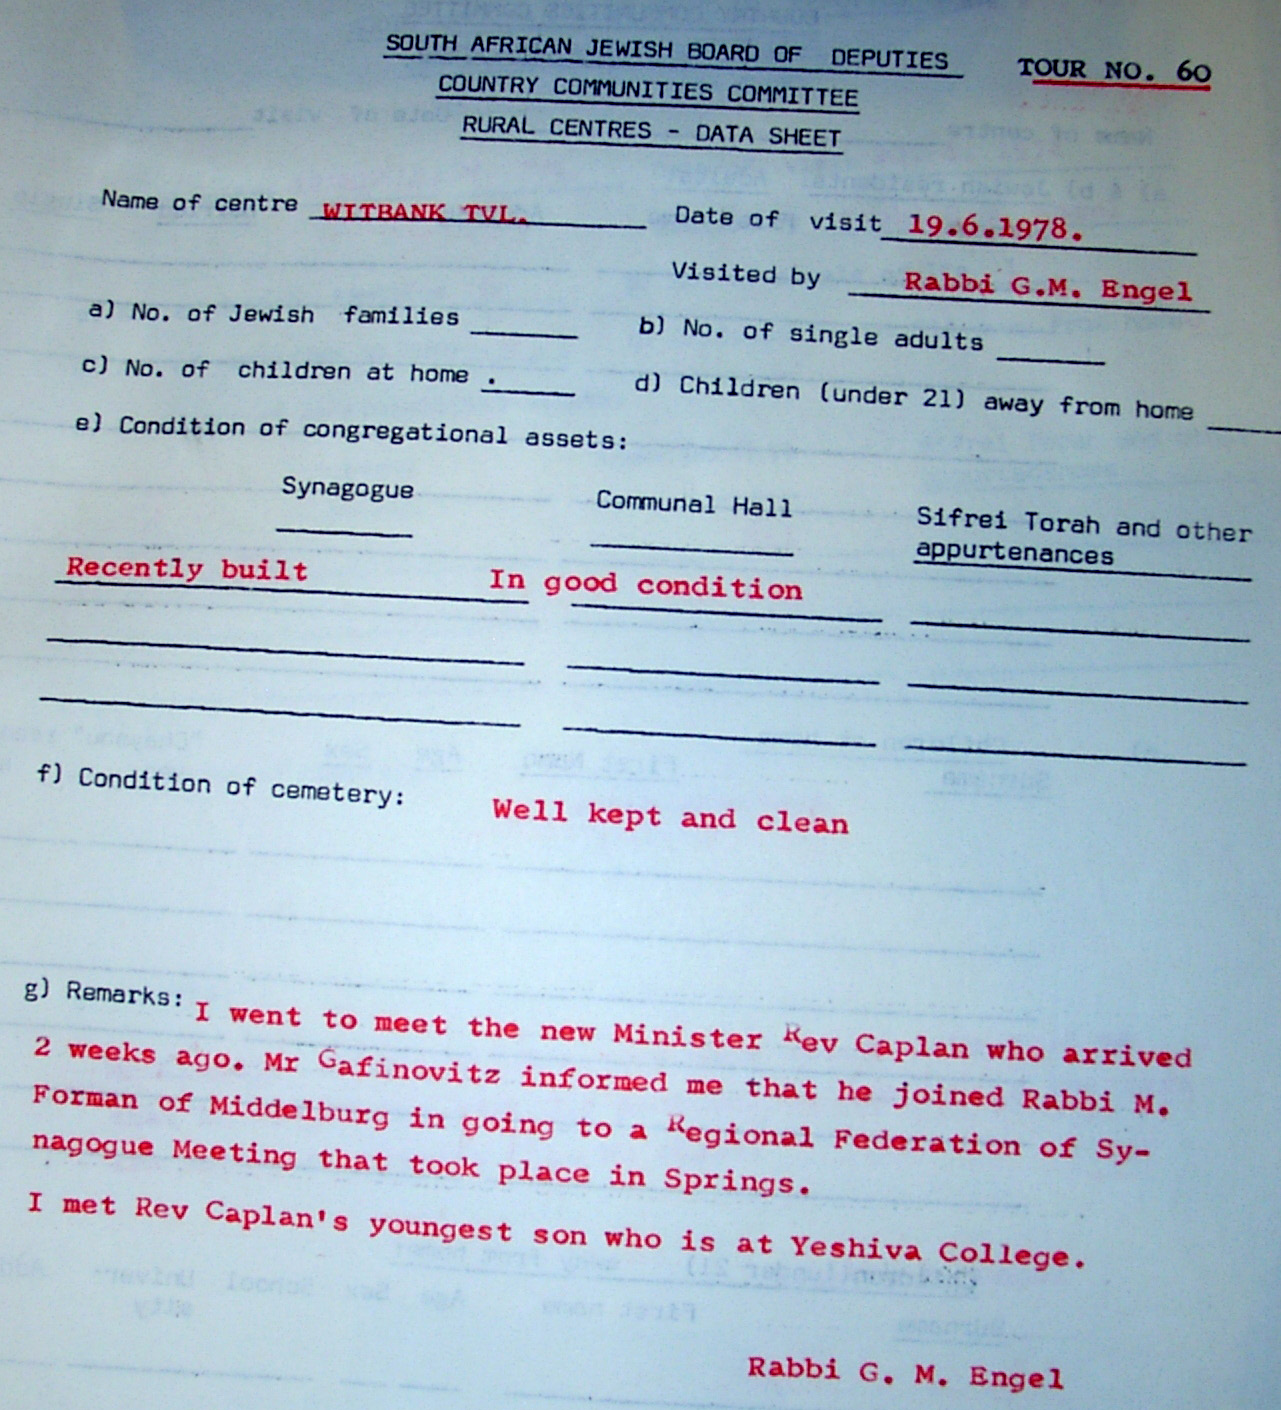 SOUTH AFRICAN JEWISH BOARD OF DEPUTIES TOUR NO. 60
COUNTRY COMMUNITIES COMMITTEE
RURAL CENTRES - DATA SHEET
Name of centre WITBANK TVL. Date of visit 19.6.1978.
Visited by Rabbi G.M. Engel
a) No. of Jewish families b) No. of single adults
c) No. of children at home . d) Children (under 21) away from home
e) Condition of congregational assets:
Synagogue Communal Hall Sifrei Torah and other
appurtenances
Recently built In good condition
f) Condition of cemetery: Well kept and clean
g) Remarks: I went to meet the new Minister Rev Caplan who arrived
2 weeks ago. Mr Gafinovitz informed me that he joined Rabbi M.
Forman of Middelburg in going to a Regional Federation of Sy-
nagogue Meeting that took place in Springs.
I met Rev Caplan's youngest son who is at Yeshiva College.
Rabbi G. M. Engel